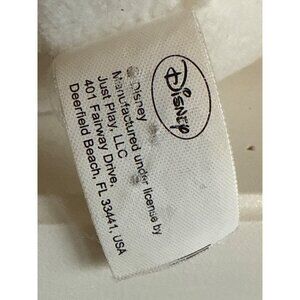 Disney
© Disney
Manufactured under license by
Just Play, LLC
401 Fairway Drive,
Deerfield Beach, FL 33441, USA